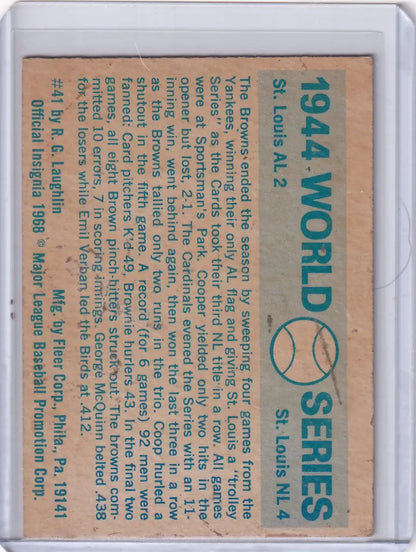 1944 WORLD SERIES
St. Louis AL 2 St. Louis NL 4
The Browns ended the season by sweeping four games from the
Yankees, winning their only AL flag and giving St. Louis a "trolley
Series" as the Cards took their third NL title in a row. All games
were at Sportsman's Park. Cooper yielded only two hits in the
opener but lost, 2-1. The Cardinals evened the Series with an 11-
inning win, went behind again, then won the last three in a row
as the Browns tallied only two runs in the trio. Coop hurled a
shutout in the fifth game. A record (for 6 games) 92 men were
fanned: Card pitchers K'd 49, Brownie hurlers 43. In the final two
games, all eight Brown pinch-hitters struck out. The browns com-
mitted 10 errors, 7 in scoring innings. George McQuinn belted .438
for the losers while Emil Verban led the Birds at .412.
#41 by R. G. Laughlin Mfg. by Fleer Corp., Phila., Pa. 19141
Official Insignia 1968 © Major League Baseball Promotion Corp.